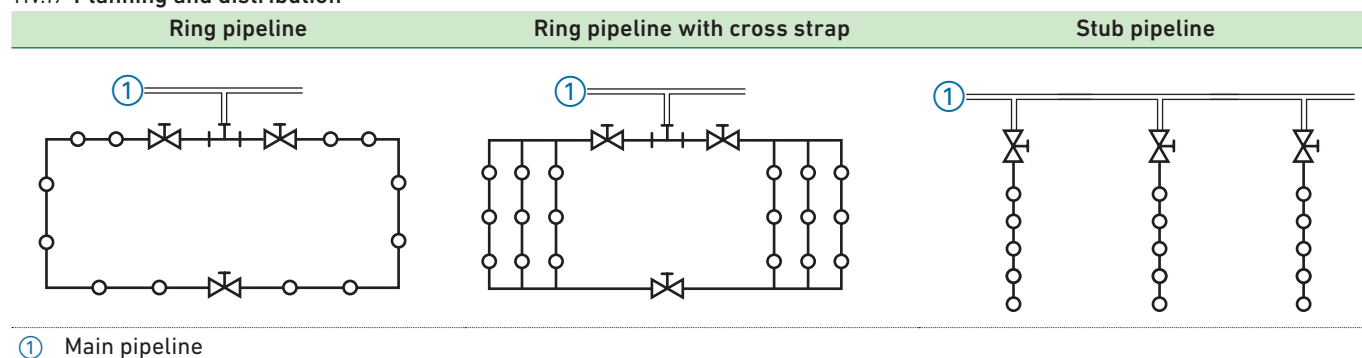 Planning and distribution
Ring pipeline Ring pipeline with cross strap Stub pipeline
① ① ①
① Main pipeline